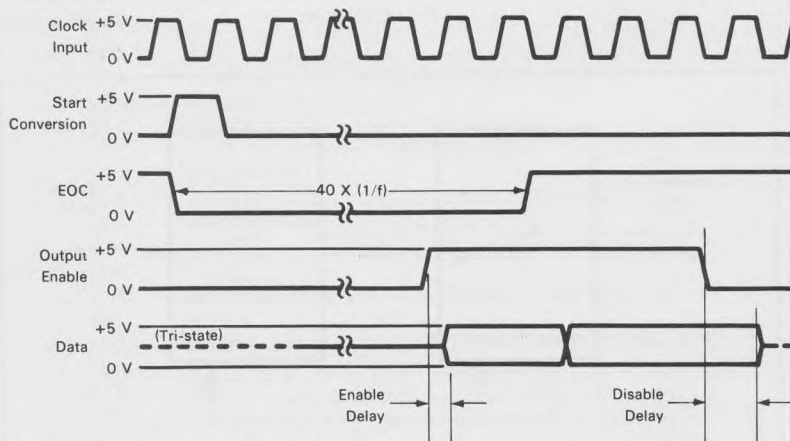 Clock +5 V
Input
0 V
Start +5 V
Conversion
0 V
+5 V
EOC 40 X (1/f)
0 V
Output +5 V
Enable
0 V
+5 V
(Tri-state)
Data
0 V
Enable Disable
Delay Delay